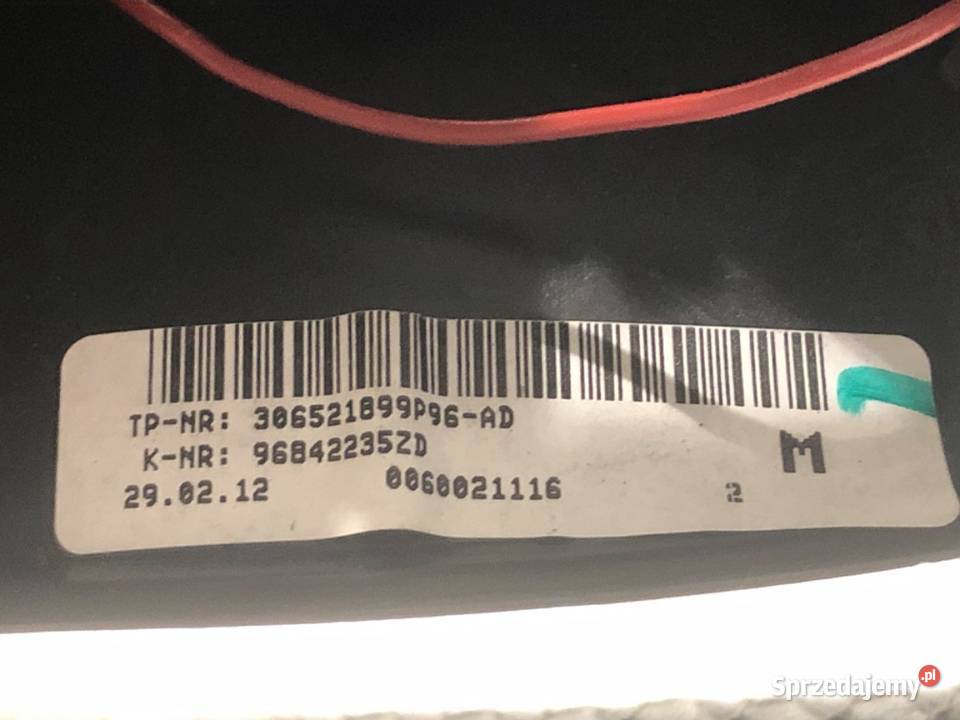 TP-NR: 306521899P96-AD
K-NR: 96842235ZD
M
29.02.12 0060021116 2
Sprzedajemy.pl